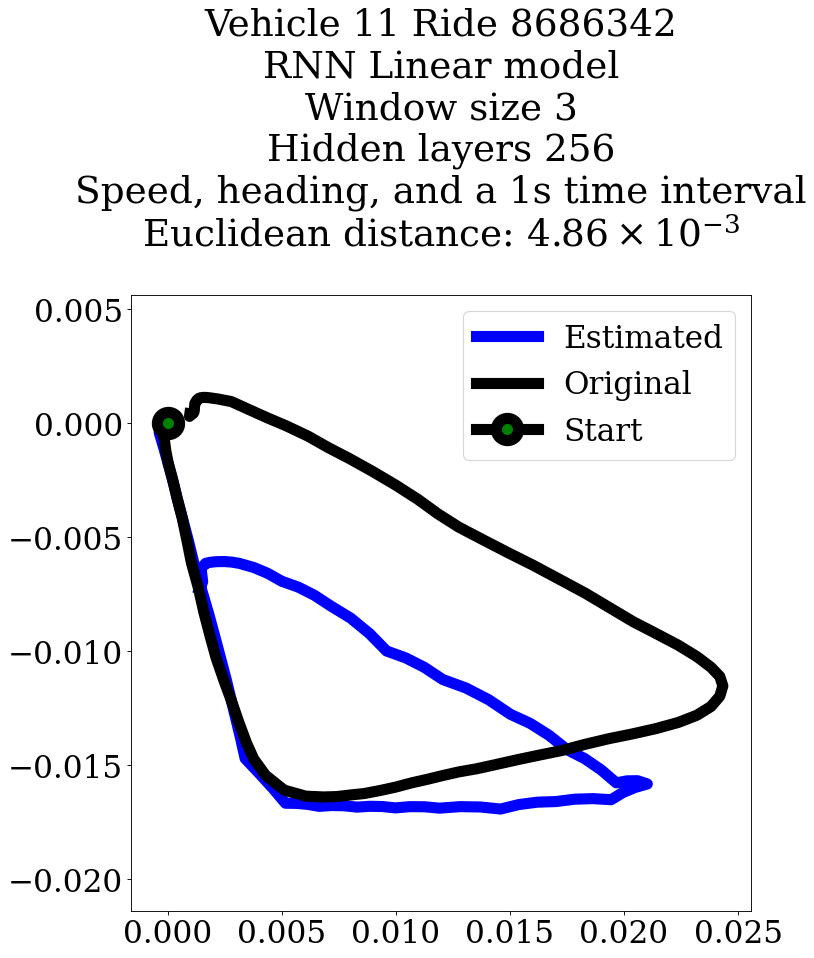 Vehicle 11 Ride 8686342
RNN Linear model
Window size 3
Hidden layers 256
Speed, heading, and a 1s time interval
Euclidean distance: 4.86 × 10⁻³
Estimated
Original
Start
0.005
0.000
−0.005
−0.010
−0.015
−0.020
0.000 0.005 0.010 0.015 0.020 0.025